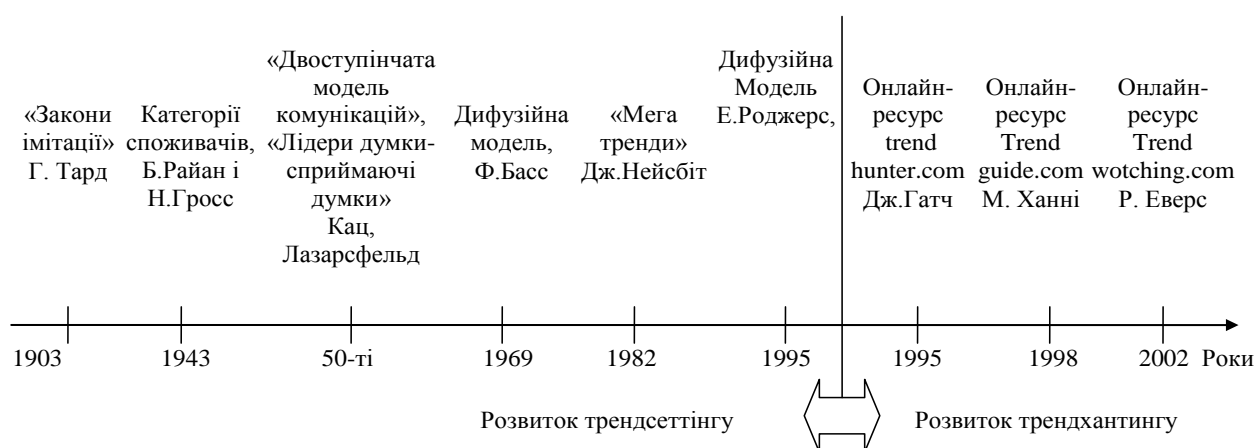 «Закони
імітації»
Г. Тард
Категорії
споживачів,
Б.Райан і
Н.Гросс
«Двоступінчата
модель
комунікацій»,
«Лідери думки-
сприймаючі
думки»
Кац,
Лазарсфельд
Дифузійна
модель,
Ф.Басс
«Мега
тренди»
Дж.Нейсбіт
Дифузійна
Модель
Е.Роджерс,
Онлайн-
ресурс
trend
hunter.com
Дж.Гатч
Онлайн-
ресурс
Trend
guide.com
М. Ханні
Онлайн-
ресурс
Trend
wotching.com
Р. Еверс
1903 1943 50-ті 1969 1982 1995 1995 1998 2002 Роки
Розвиток трендсеттінгу Розвиток трендхантингу